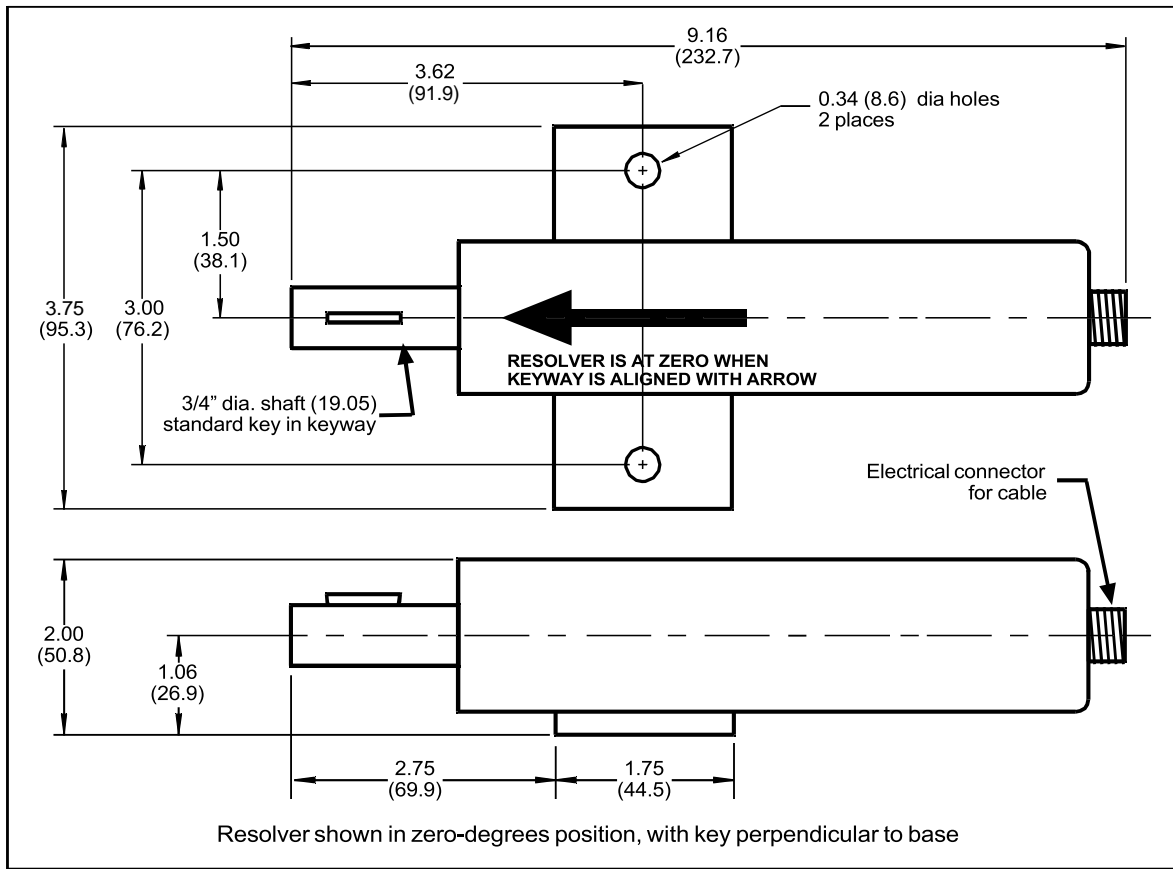 9.16
(232.7)
3.62
(91.9)
0.34 (8.6) dia holes
2 places
1.50
(38.1)
3.75
(95.3)
3.00
(76.2)
RESOLVER IS AT ZERO WHEN
KEYWAY IS ALIGNED WITH ARROW
3/4” dia. shaft (19.05)
standard key in keyway
Electrical connector
for cable
2.00
(50.8)
1.06
(26.9)
2.75
(69.9)
1.75
(44.5)
Resolver shown in zero-degrees position, with key perpendicular to base